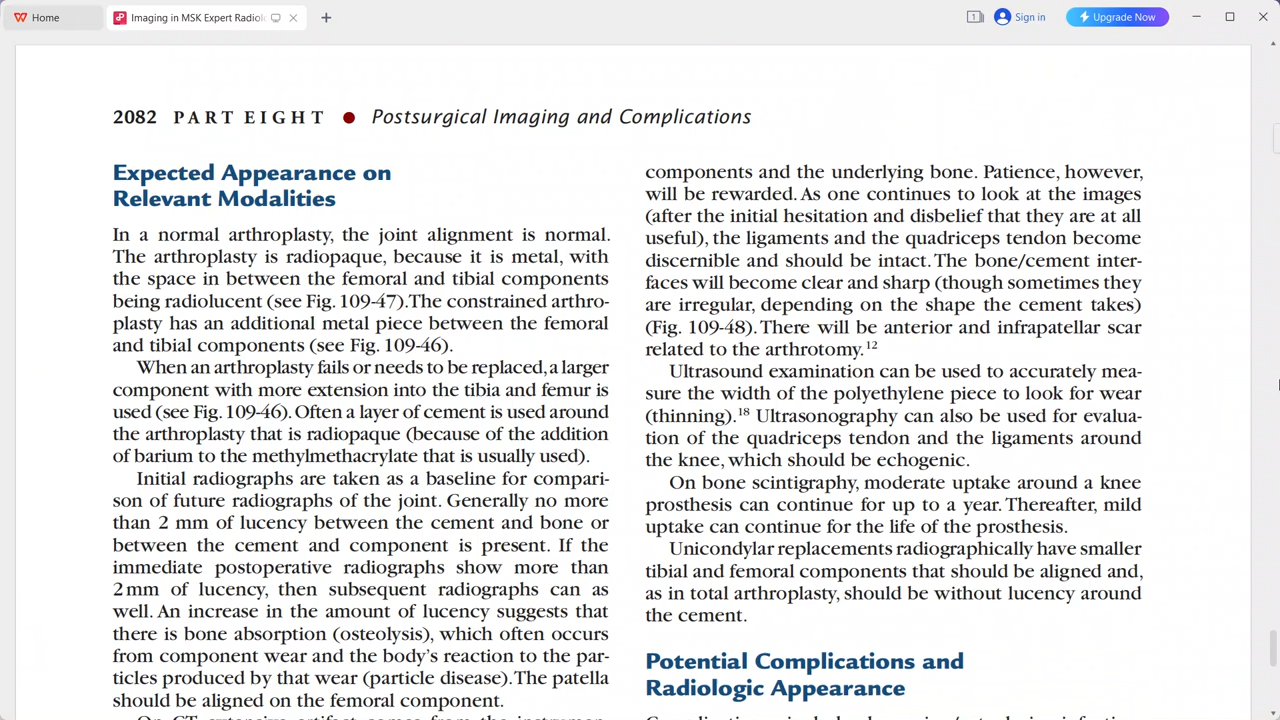 Home
Imaging in MSK Expert Radiol
1
Sign in
Upgrade Now
2082 PART EIGHT ● Postsurgical Imaging and Complications
Expected Appearance on
Relevant Modalities
In a normal arthroplasty, the joint alignment is normal.
The arthroplasty is radiopaque, because it is metal, with
the space in between the femoral and tibial components
being radiolucent (see Fig. 109-47). The constrained arthro-
plasty has an additional metal piece between the femoral
and tibial components (see Fig. 109-46).
When an arthroplasty fails or needs to be replaced, a larger
component with more extension into the tibia and femur is
used (see Fig. 109-46). Often a layer of cement is used around
the arthroplasty that is radiopaque (because of the addition
of barium to the methylmethacrylate that is usually used).
Initial radiographs are taken as a baseline for compari-
son of future radiographs of the joint. Generally no more
than 2 mm of lucency between the cement and bone or
between the cement and component is present. If the
immediate postoperative radiographs show more than
2 mm of lucency, then subsequent radiographs can as
well. An increase in the amount of lucency suggests that
there is bone absorption (osteolysis), which often occurs
from component wear and the body's reaction to the par-
ticles produced by that wear (particle disease). The patella
should be aligned on the femoral component.
On CT, extensive artifact comes from the instrumen-
components and the underlying bone. Patience, however,
will be rewarded. As one continues to look at the images
(after the initial hesitation and disbelief that they are at all
useful), the ligaments and the quadriceps tendon become
discernible and should be intact. The bone/cement inter-
faces will become clear and sharp (though sometimes they
are irregular, depending on the shape the cement takes)
(Fig. 109-48). There will be anterior and infrapatellar scar
related to the arthrotomy.¹²
Ultrasound examination can be used to accurately mea-
sure the width of the polyethylene piece to look for wear
(thinning).¹⁸ Ultrasonography can also be used for evalua-
tion of the quadriceps tendon and the ligaments around
the knee, which should be echogenic.
On bone scintigraphy, moderate uptake around a knee
prosthesis can continue for up to a year. Thereafter, mild
uptake can continue for the life of the prosthesis.
Unicondylar replacements radiographically have smaller
tibial and femoral components that should be aligned and,
as in total arthroplasty, should be without lucency around
the cement.
Potential Complications and
Radiologic Appearance